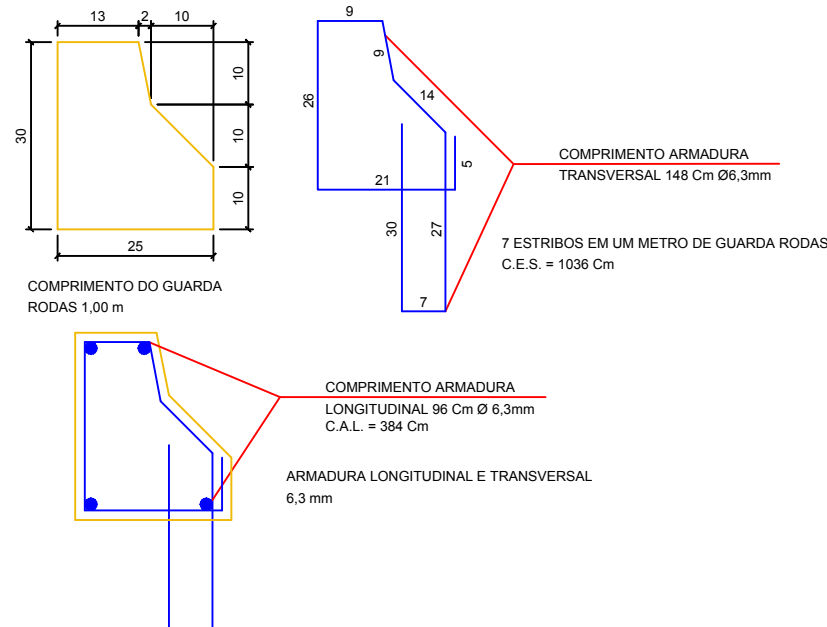 13
2
10
30
10
10
10
25
COMPRIMENTO DO GUARDA
RODAS 1,00 m
9
9
26
14
21
5
30
27
7
COMPRIMENTO ARMADURA
TRANSVERSAL 148 Cm Ø6,3mm
7 ESTRIBOS EM UM METRO DE GUARDA RODAS
C.E.S. = 1036 Cm
COMPRIMENTO ARMADURA
LONGITUDINAL 96 Cm Ø 6,3mm
C.A.L. = 384 Cm
ARMADURA LONGITUDINAL E TRANSVERSAL
6,3 mm